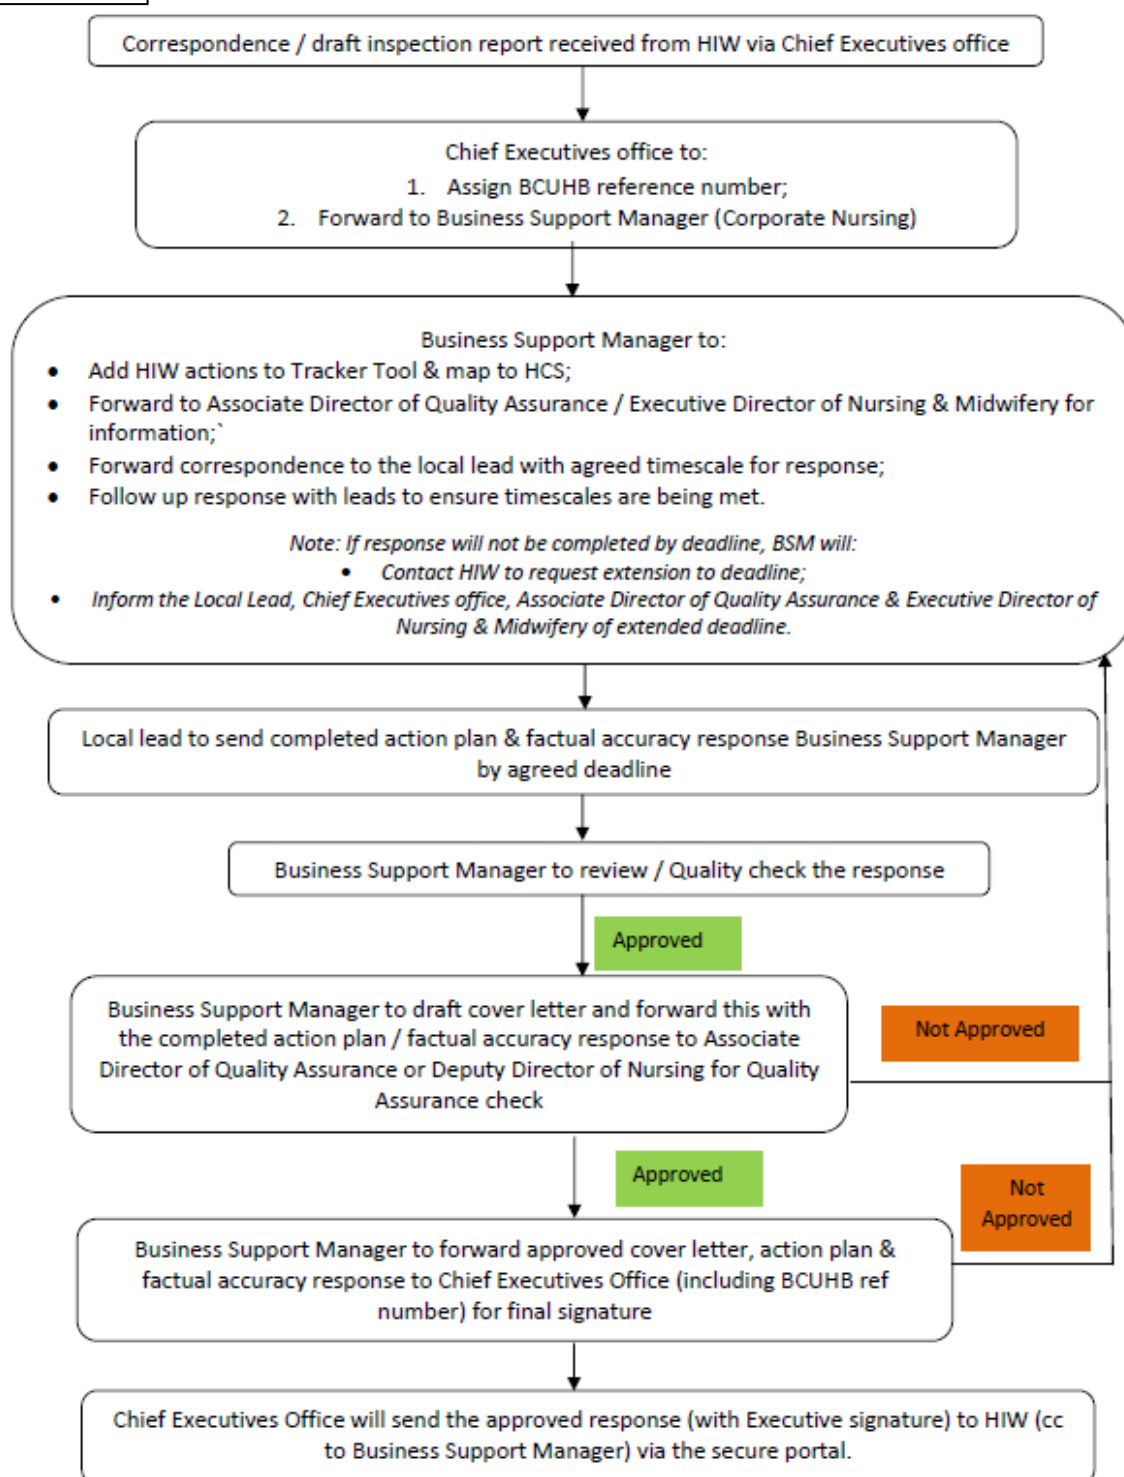 Correspondence / draft inspection report received from HIW via Chief Executives office
Chief Executives office to:
1. Assign BCUHB reference number;
2. Forward to Business Support Manager (Corporate Nursing)
Business Support Manager to:
• Add HIW actions to Tracker Tool & map to HCS;
• Forward to Associate Director of Quality Assurance / Executive Director of Nursing & Midwifery for
information;`
• Forward correspondence to the local lead with agreed timescale for response;
• Follow up response with leads to ensure timescales are being met.
Note: If response will not be completed by deadline, BSM will:
• Contact HIW to request extension to deadline;
• Inform the Local Lead, Chief Executives office, Associate Director of Quality Assurance & Executive Director of
Nursing & Midwifery of extended deadline.
Local lead to send completed action plan & factual accuracy response Business Support Manager
by agreed deadline
Business Support Manager to review / Quality check the response
Approved
Business Support Manager to draft cover letter and forward this with
the completed action plan / factual accuracy response to Associate
Director of Quality Assurance or Deputy Director of Nursing for Quality
Assurance check
Not Approved
Approved
Not
Approved
Business Support Manager to forward approved cover letter, action plan &
factual accuracy response to Chief Executives Office (including BCUHB ref
number) for final signature
Chief Executives Office will send the approved response (with Executive signature) to HIW (cc
to Business Support Manager) via the secure portal.